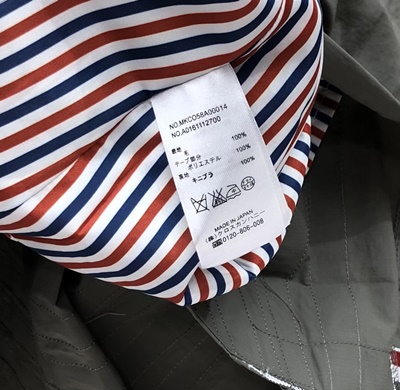 NO.MKCO58A00014
NO.A0161112700
表地 毛 100%
テープ部分 ポリエステル 100%
裏地 キュプラ 100%
MADE IN JAPAN
(株)クロスカンパニー
0120-806-008